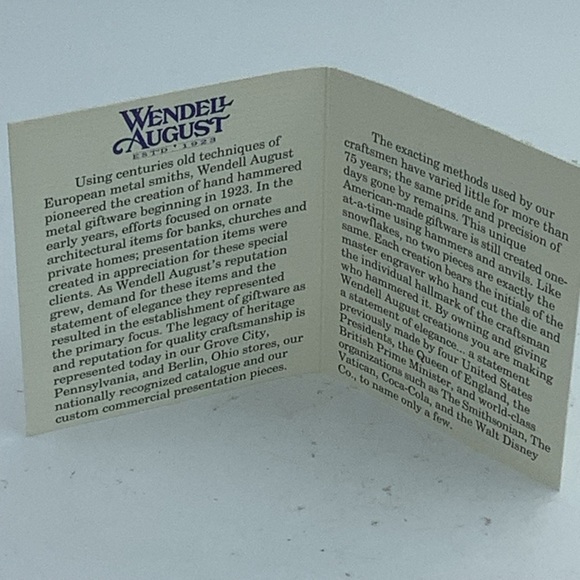 WENDELL
AUGUST
ESTD • 1923
Using centuries old techniques of
European metal smiths, Wendell August
pioneered the creation of hand hammered
metal giftware beginning in 1923. In the
early years, efforts focused on ornate
architectural items for banks, churches and
private homes; presentation items were
created in appreciation for these special
clients. As Wendell August's reputation
grew, demand for these items and the
statement of elegance they represented
resulted in the establishment of giftware as
the primary focus. The legacy of heritage
and reputation for quality craftsmanship is
represented today in our Grove City,
Pennsylvania, and Berlin, Ohio stores, our
nationally recognized catalogue and our
custom commercial presentation pieces.
The exacting methods used by our
craftsmen have varied little for more than
75 years; the same pride and precision of
days gone by remains. This unique
American-made giftware is still created one-
at-a-time using hammers and anvils. Like
snowflakes, no two pieces are exactly the
same. Each creation bears the initials of the
master engraver who hand cut the die and
the individual hallmark of the craftsman
who hammered it. By owning and giving
Wendell August creations you are making
a statement of elegance... a statement
previously made by four United States
Residents, the Queen of England, the
British Prime Minister, and world-class
organizations such as The Smithsonian, The
Vatican, Coca-Cola, and the Walt Disney
Co., to name only a few.